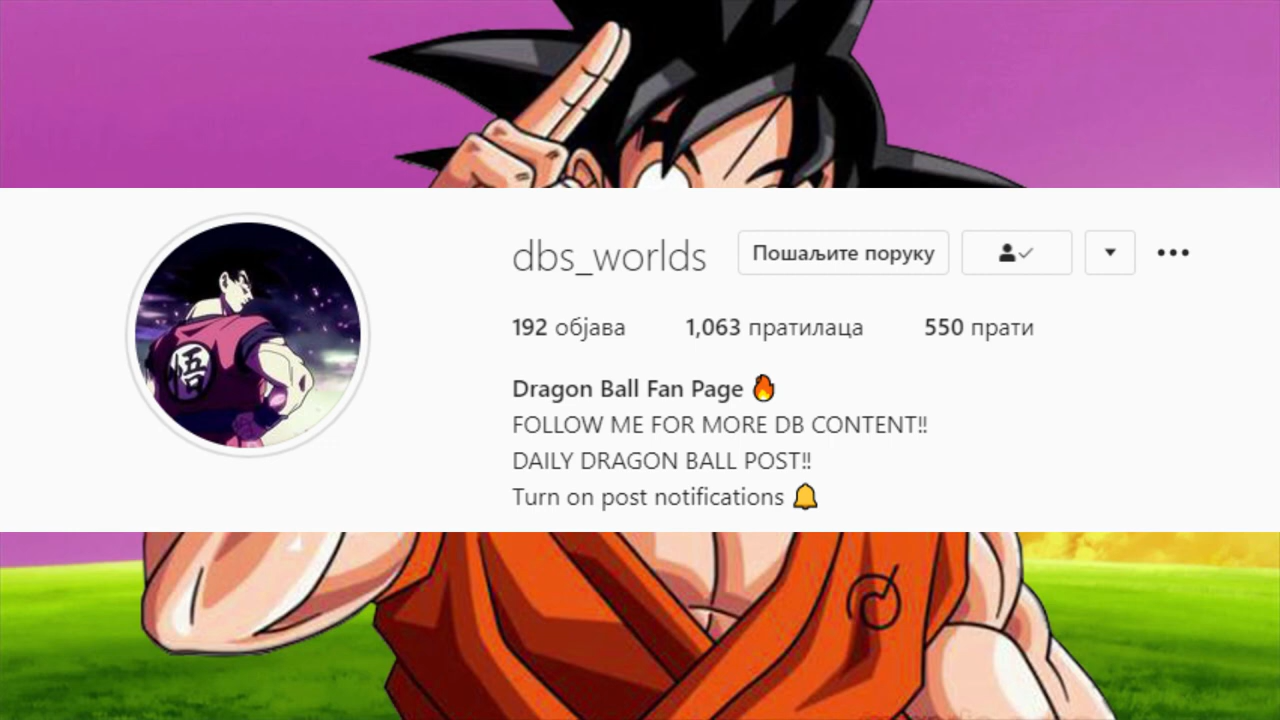 dbs_worlds Пошаљите поруку
192 објава 1,063 пратилаца 550 прати
Dragon Ball Fan Page 🔥
FOLLOW ME FOR MORE DB CONTENT!!
DAILY DRAGON BALL POST!!
Turn on post notifications 🔔
悟